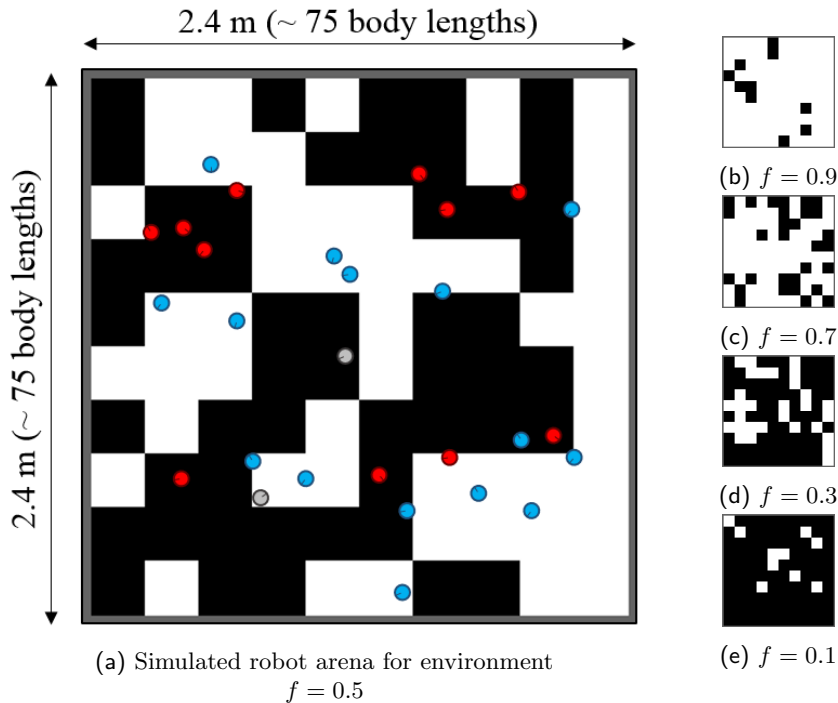 2.4 m (~ 75 body lengths)
2.4 m (~ 75 body lengths)
(a) Simulated robot arena for environment
f = 0.5
(b) f = 0.9
(c) f = 0.7
(d) f = 0.3
(e) f = 0.1